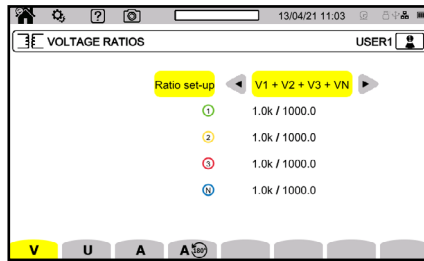 ? 13/04/21 11:03
VOLTAGE RATIOS USER1
Ratio set-up V1 + V2 + V3 + VN
1 1.0k / 1000.0
2 1.0k / 1000.0
3 1.0k / 1000.0
N 1.0k / 1000.0
V U A A 180°